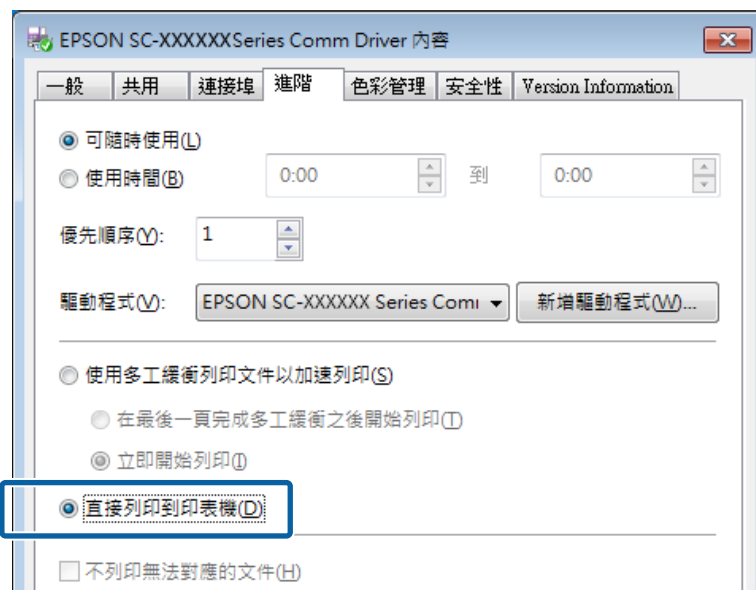 EPSON SC-XXXXXXSeries Comm Driver 內容
一般 共用 連接埠 進階 色彩管理 安全性 Version Information
可隨時使用(L)
使用時間(B) 0:00 到 0:00
優先順序(Y): 1
驅動程式(V): EPSON SC-XXXXXX Series Comi 新增驅動程式(W)...
使用多工緩衝列印文件以加速列印(S)
在最後一頁完成多工緩衝之後開始列印(T)
立即開始列印(I)
直接列印到印表機(D)
不列印無法對應的文件(H)